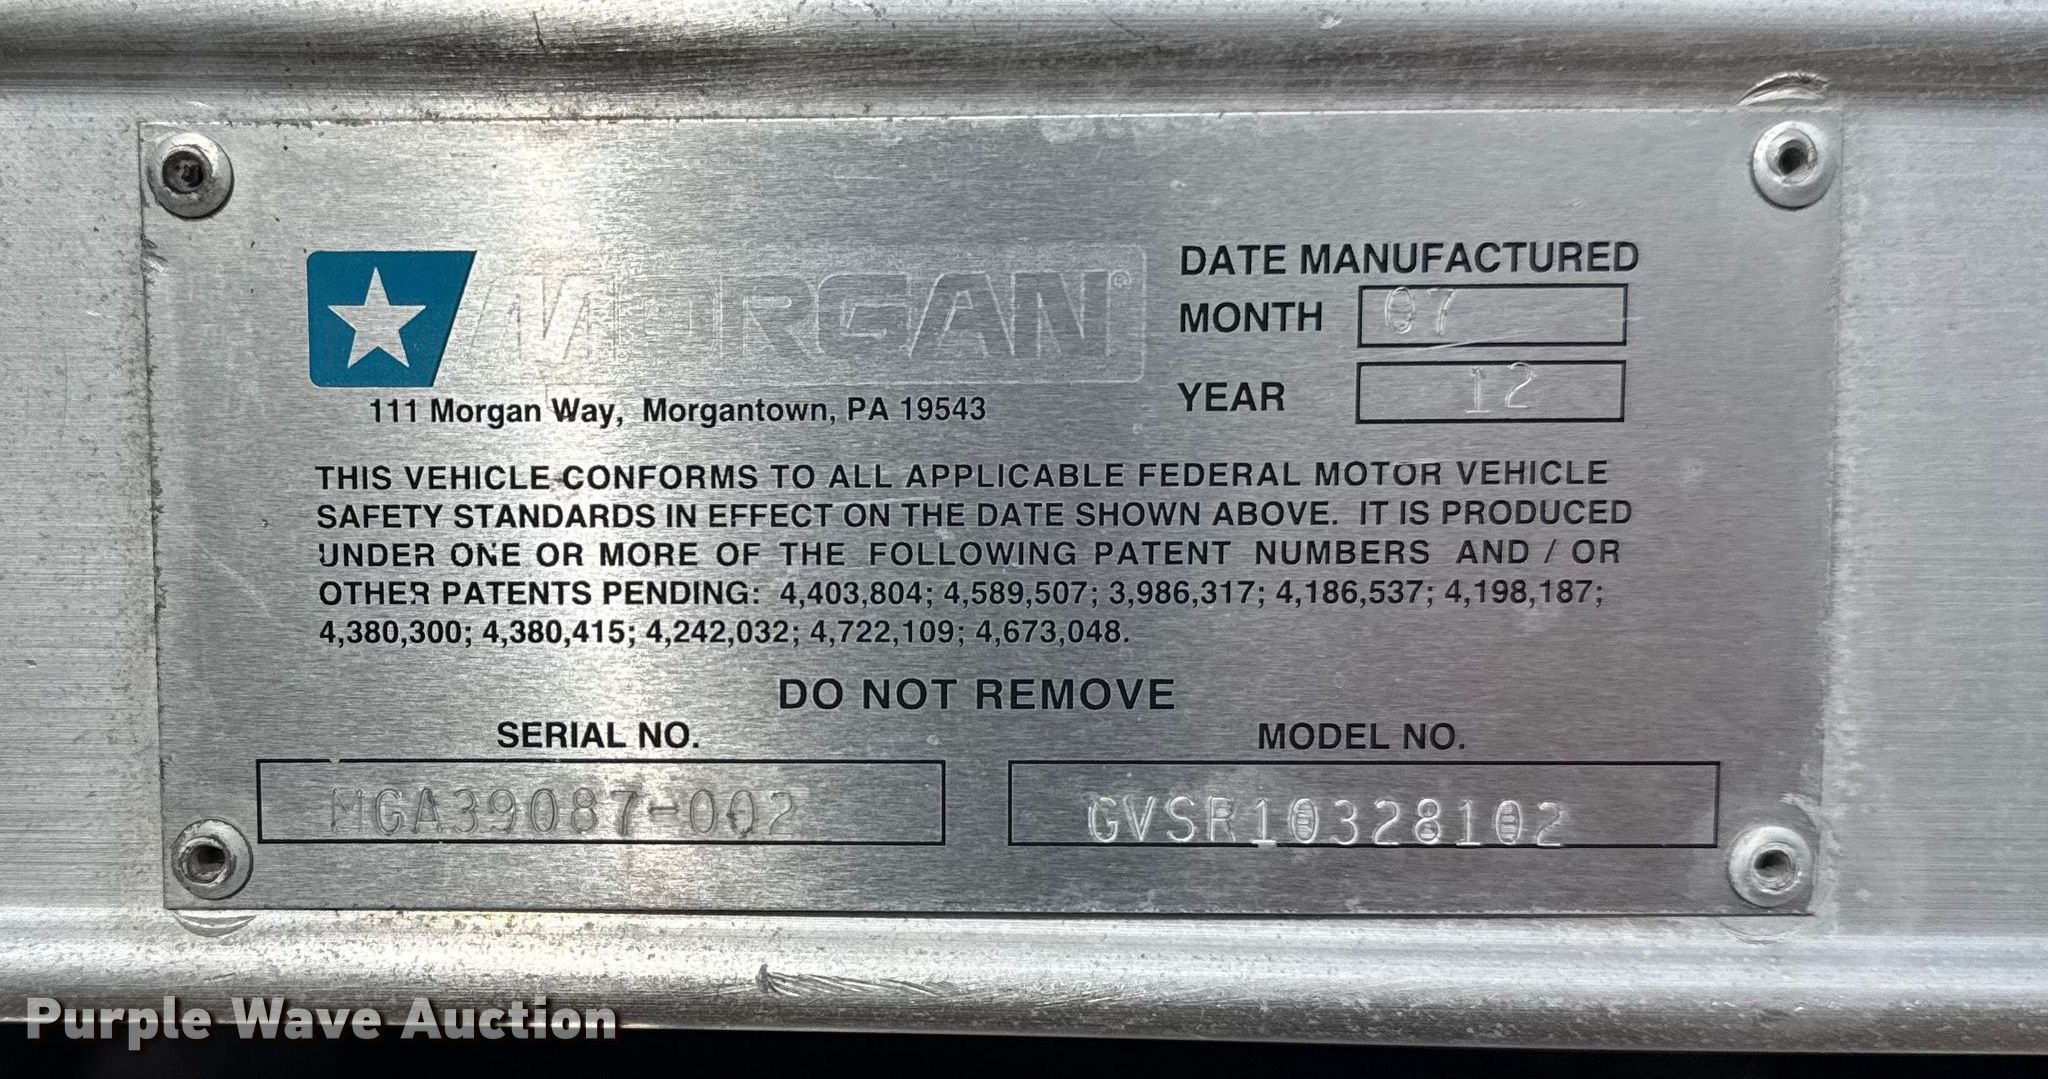 MORGAN®
111 Morgan Way, Morgantown, PA 19543
DATE MANUFACTURED
MONTH 07
YEAR 12
THIS VEHICLE CONFORMS TO ALL APPLICABLE FEDERAL MOTOR VEHICLE
SAFETY STANDARDS IN EFFECT ON THE DATE SHOWN ABOVE. IT IS PRODUCED
UNDER ONE OR MORE OF THE FOLLOWING PATENT NUMBERS AND / OR
OTHER PATENTS PENDING: 4,403,804; 4,589,507; 3,986,317; 4,186,537; 4,198,187;
4,380,300; 4,380,415; 4,242,032; 4,722,109; 4,673,048.
DO NOT REMOVE
SERIAL NO.
MGA39087-002
MODEL NO.
GVSR10328102
Purple Wave Auction